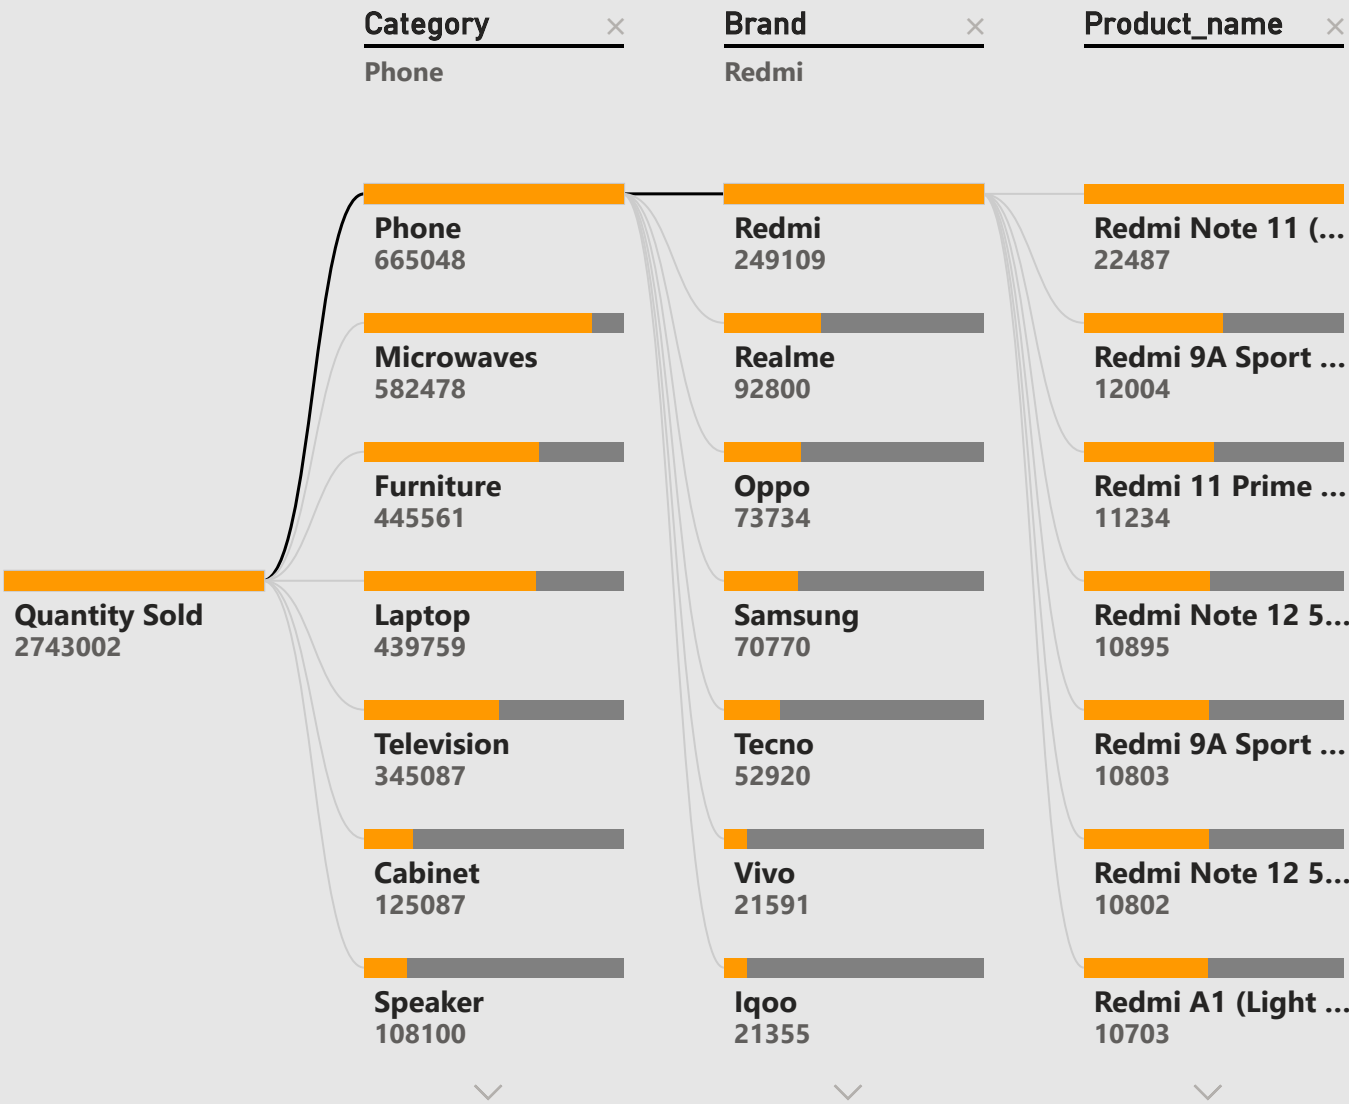 Category
Phone
Brand
Redmi
Product_name
Quantity Sold
2743002
Phone
665048
Microwaves
582478
Furniture
445561
Laptop
439759
Television
345087
Cabinet
125087
Speaker
108100
Redmi
249109
Realme
92800
Oppo
73734
Samsung
70770
Tecno
52920
Vivo
21591
Iqoo
21355
Redmi Note 11 (...
22487
Redmi 9A Sport ...
12004
Redmi 11 Prime ...
11234
Redmi Note 12 5...
10895
Redmi 9A Sport ...
10803
Redmi Note 12 5...
10802
Redmi A1 (Light ...
10703